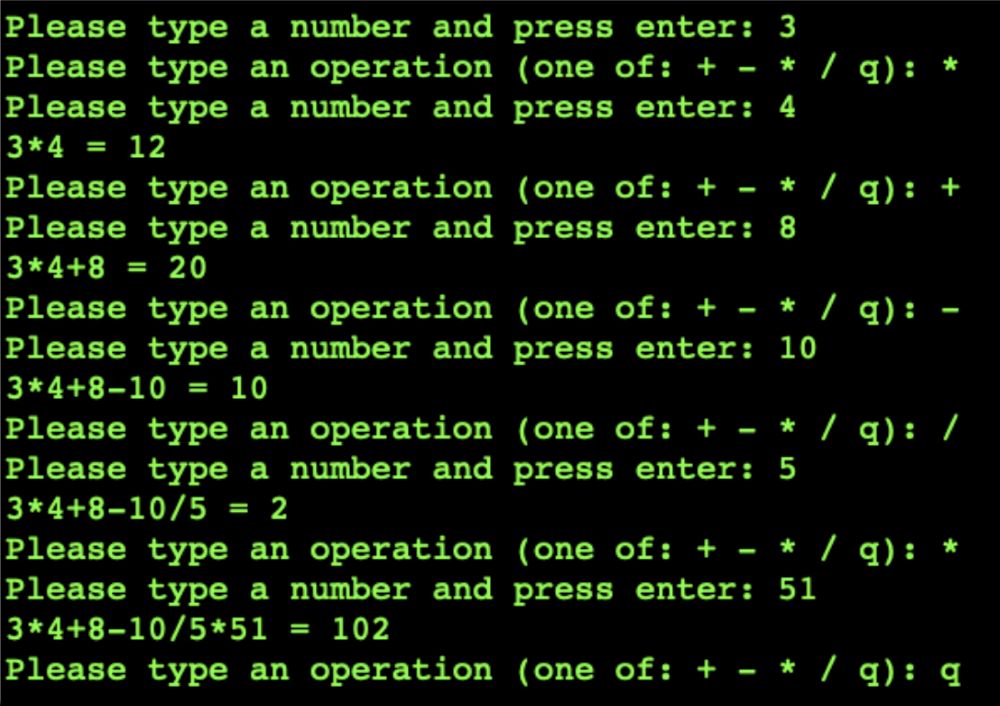 Please type a number and press enter: 3
Please type an operation (one of: + - * / q): *
Please type a number and press enter: 4
3*4 = 12
Please type an operation (one of: + - * / q): +
Please type a number and press enter: 8
3*4+8 = 20
Please type an operation (one of: + - * / q): -
Please type a number and press enter: 10
3*4+8-10 = 10
Please type an operation (one of: + - * / q): /
Please type a number and press enter: 5
3*4+8-10/5 = 2
Please type an operation (one of: + - * / q): *
Please type a number and press enter: 51
3*4+8-10/5*51 = 102
Please type an operation (one of: + - * / q): q